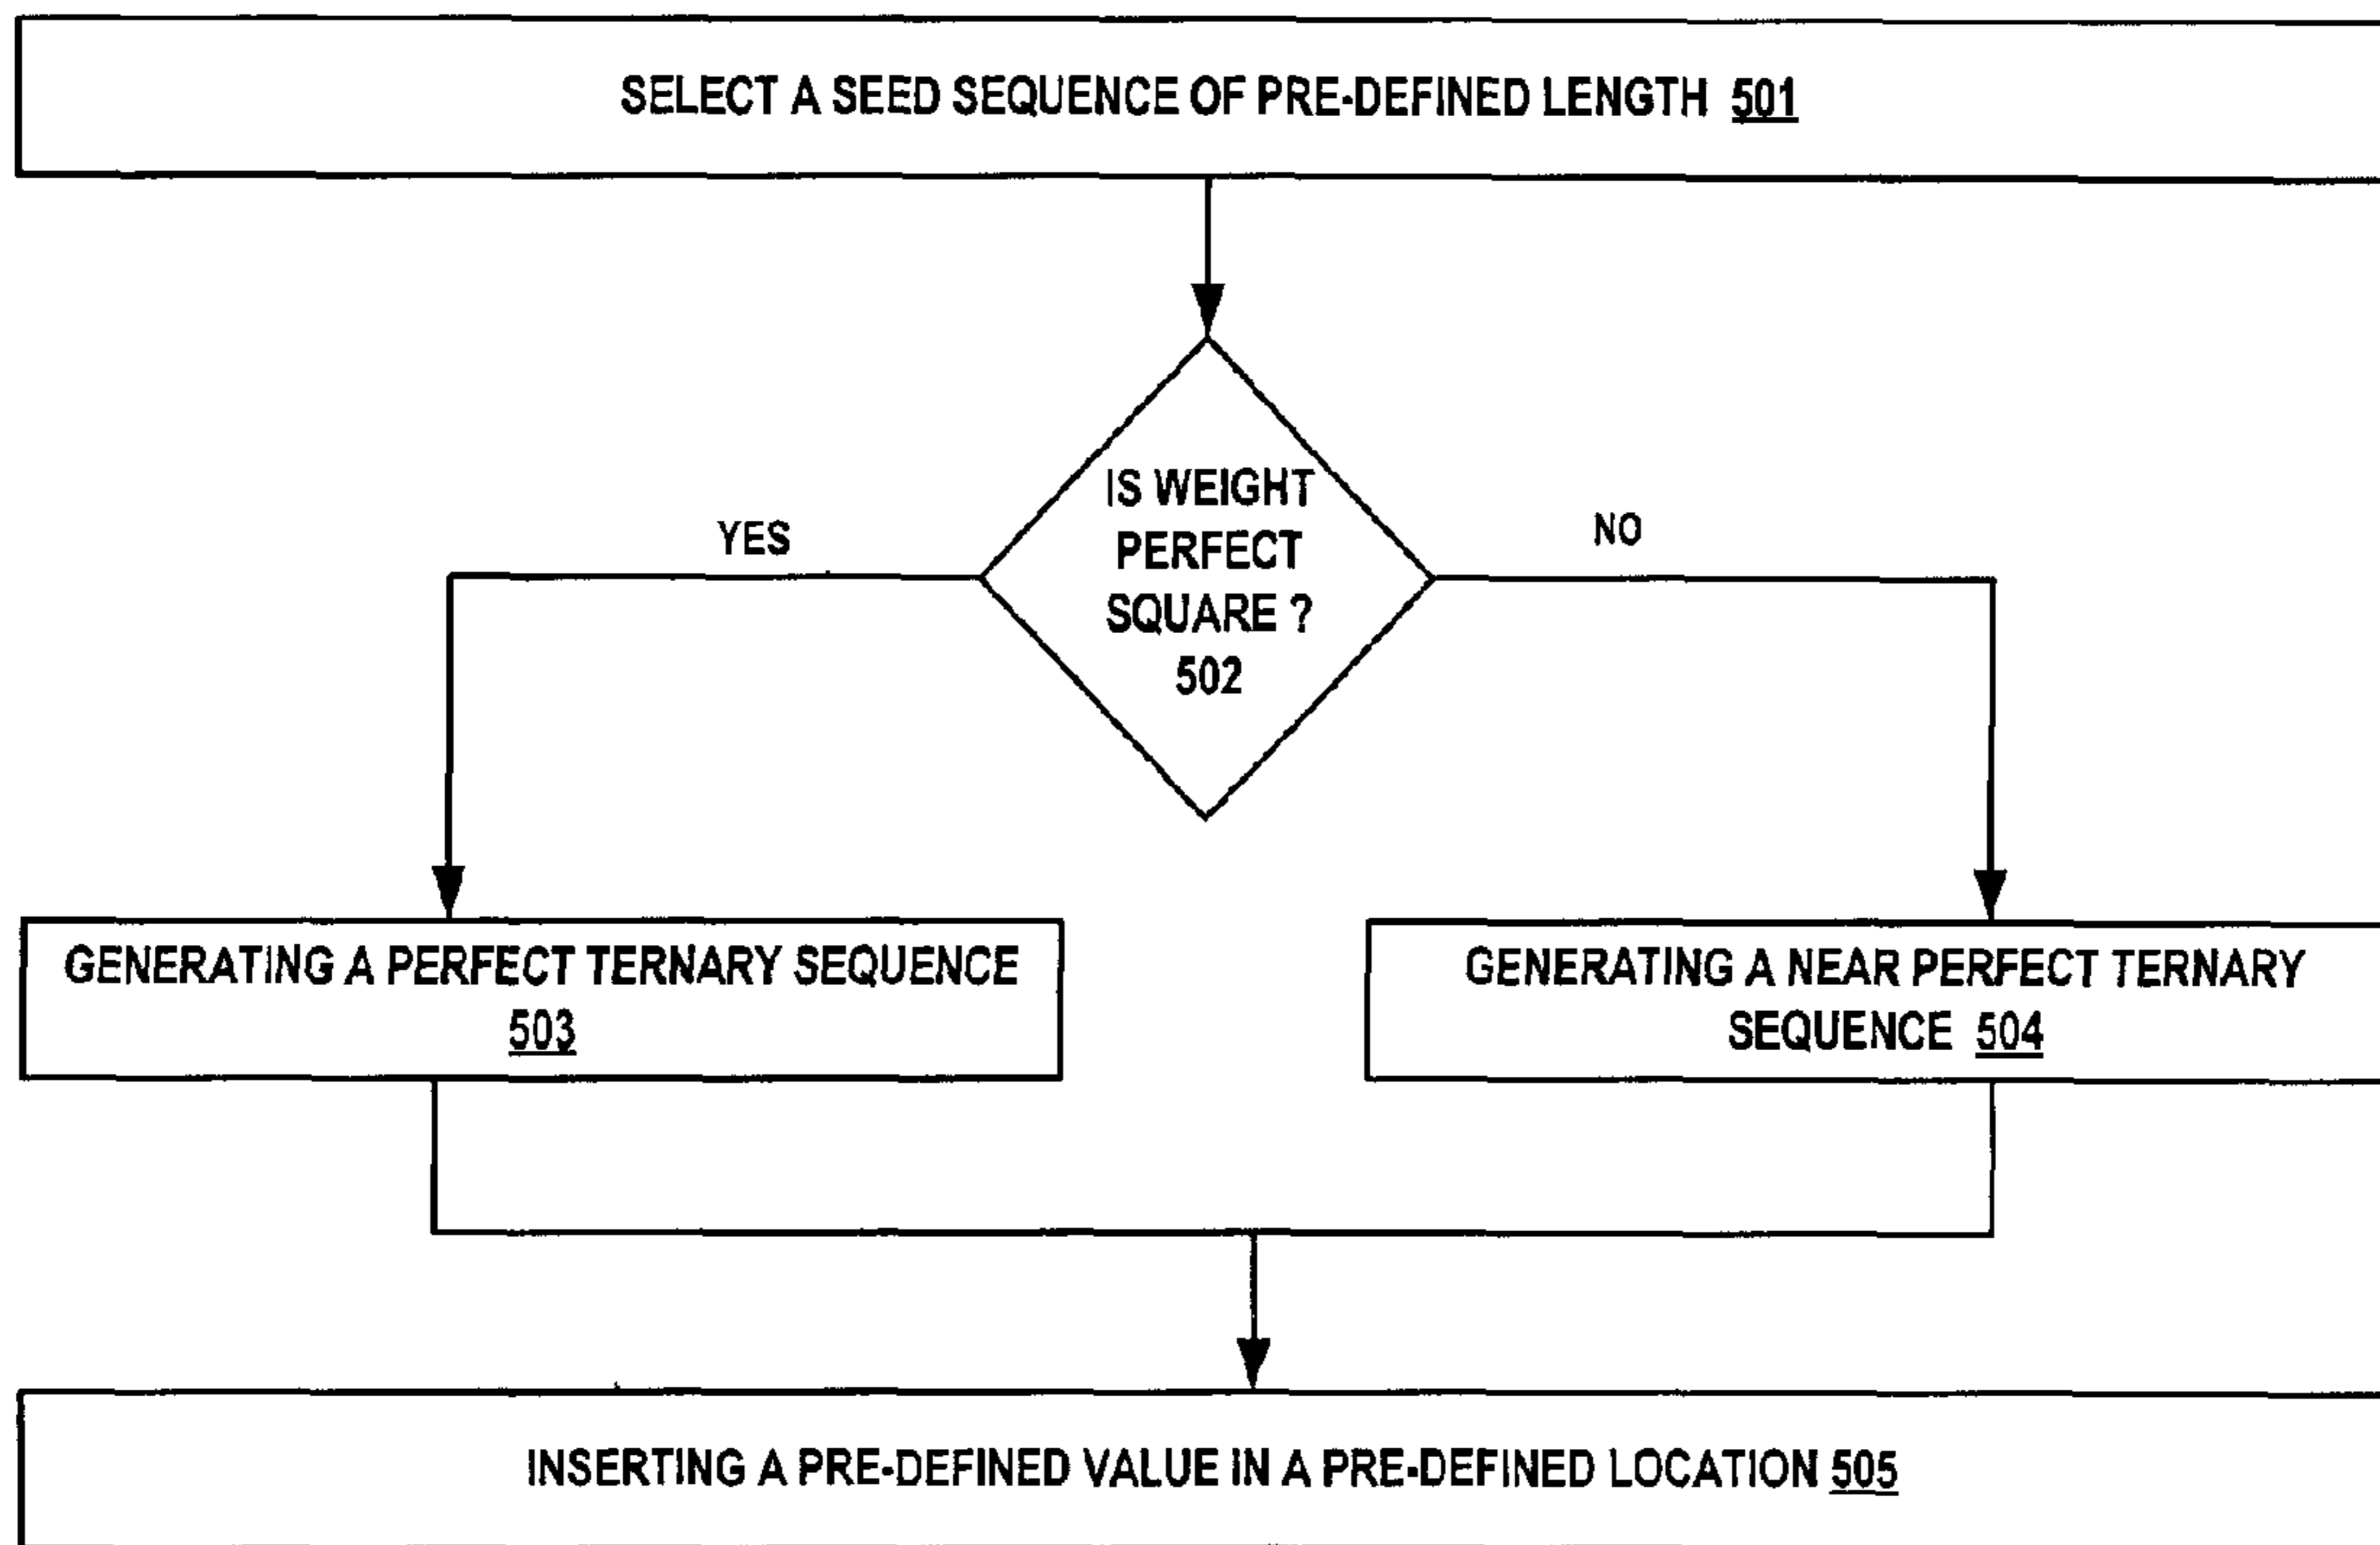 SELECT A SEED SEQUENCE OF PRE-DEFINED LENGTH 501
IS WEIGHT
PERFECT
SQUARE ?
502
YES
NO
GENERATING A PERFECT TERNARY SEQUENCE
503
GENERATING A NEAR PERFECT TERNARY
SEQUENCE 504
INSERTING A PRE-DEFINED VALUE IN A PRE-DEFINED LOCATION 505